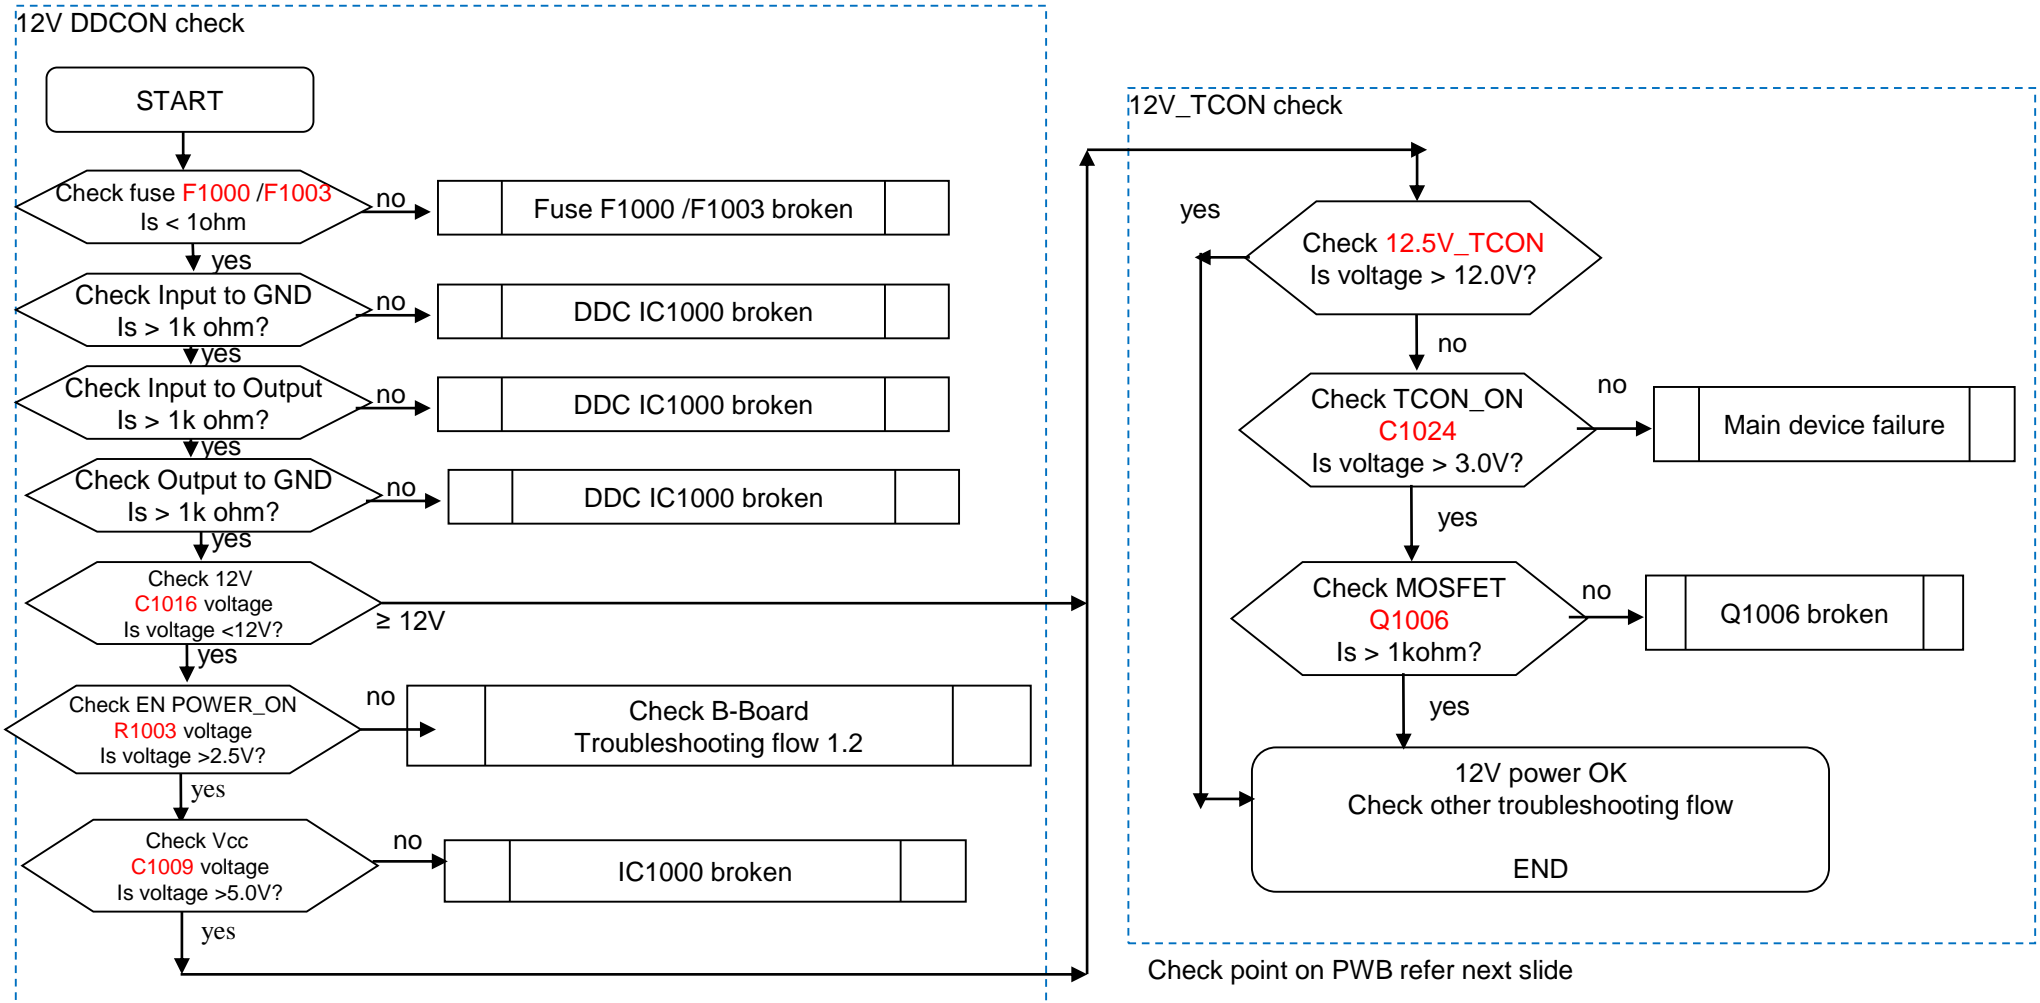 12V DDCON check
START
Check fuse F1000 /F1003
Is < 1ohm
no
Fuse F1000 /F1003 broken
yes
Check Input to GND
Is > 1k ohm?
no
DDC IC1000 broken
yes
Check Input to Output
Is > 1k ohm?
no
DDC IC1000 broken
yes
Check Output to GND
Is > 1k ohm?
no
DDC IC1000 broken
yes
Check 12V
C1016 voltage
Is voltage <12V?
≥ 12V
yes
Check EN POWER_ON
R1003 voltage
Is voltage >2.5V?
no
Check B-Board
Troubleshooting flow 1.2
yes
Check Vcc
C1009 voltage
Is voltage >5.0V?
no
IC1000 broken
yes
12V_TCON check
yes
Check 12.5V_TCON
Is voltage > 12.0V?
no
Check TCON_ON
C1024
Is voltage > 3.0V?
no
Main device failure
yes
Check MOSFET
Q1006
Is > 1kohm?
no
Q1006 broken
yes
12V power OK
Check other troubleshooting flow
END
Check point on PWB refer next slide